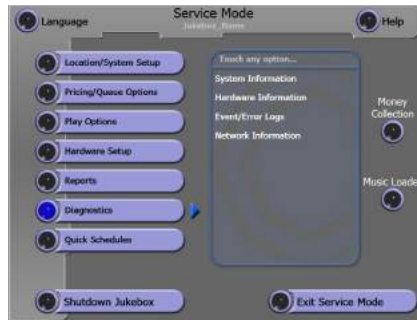 Language
Service Mode
Jukebox_Name
Help
Location/System Setup
Pricing/Queue Options
Play Options
Hardware Setup
Reports
Diagnostics
Quick Schedules
Touch any option...
System Information
Hardware Information
Event/Error Logs
Network Information
Money
Collection
Music Loade
Shutdown Jukebox
Exit Service Mode